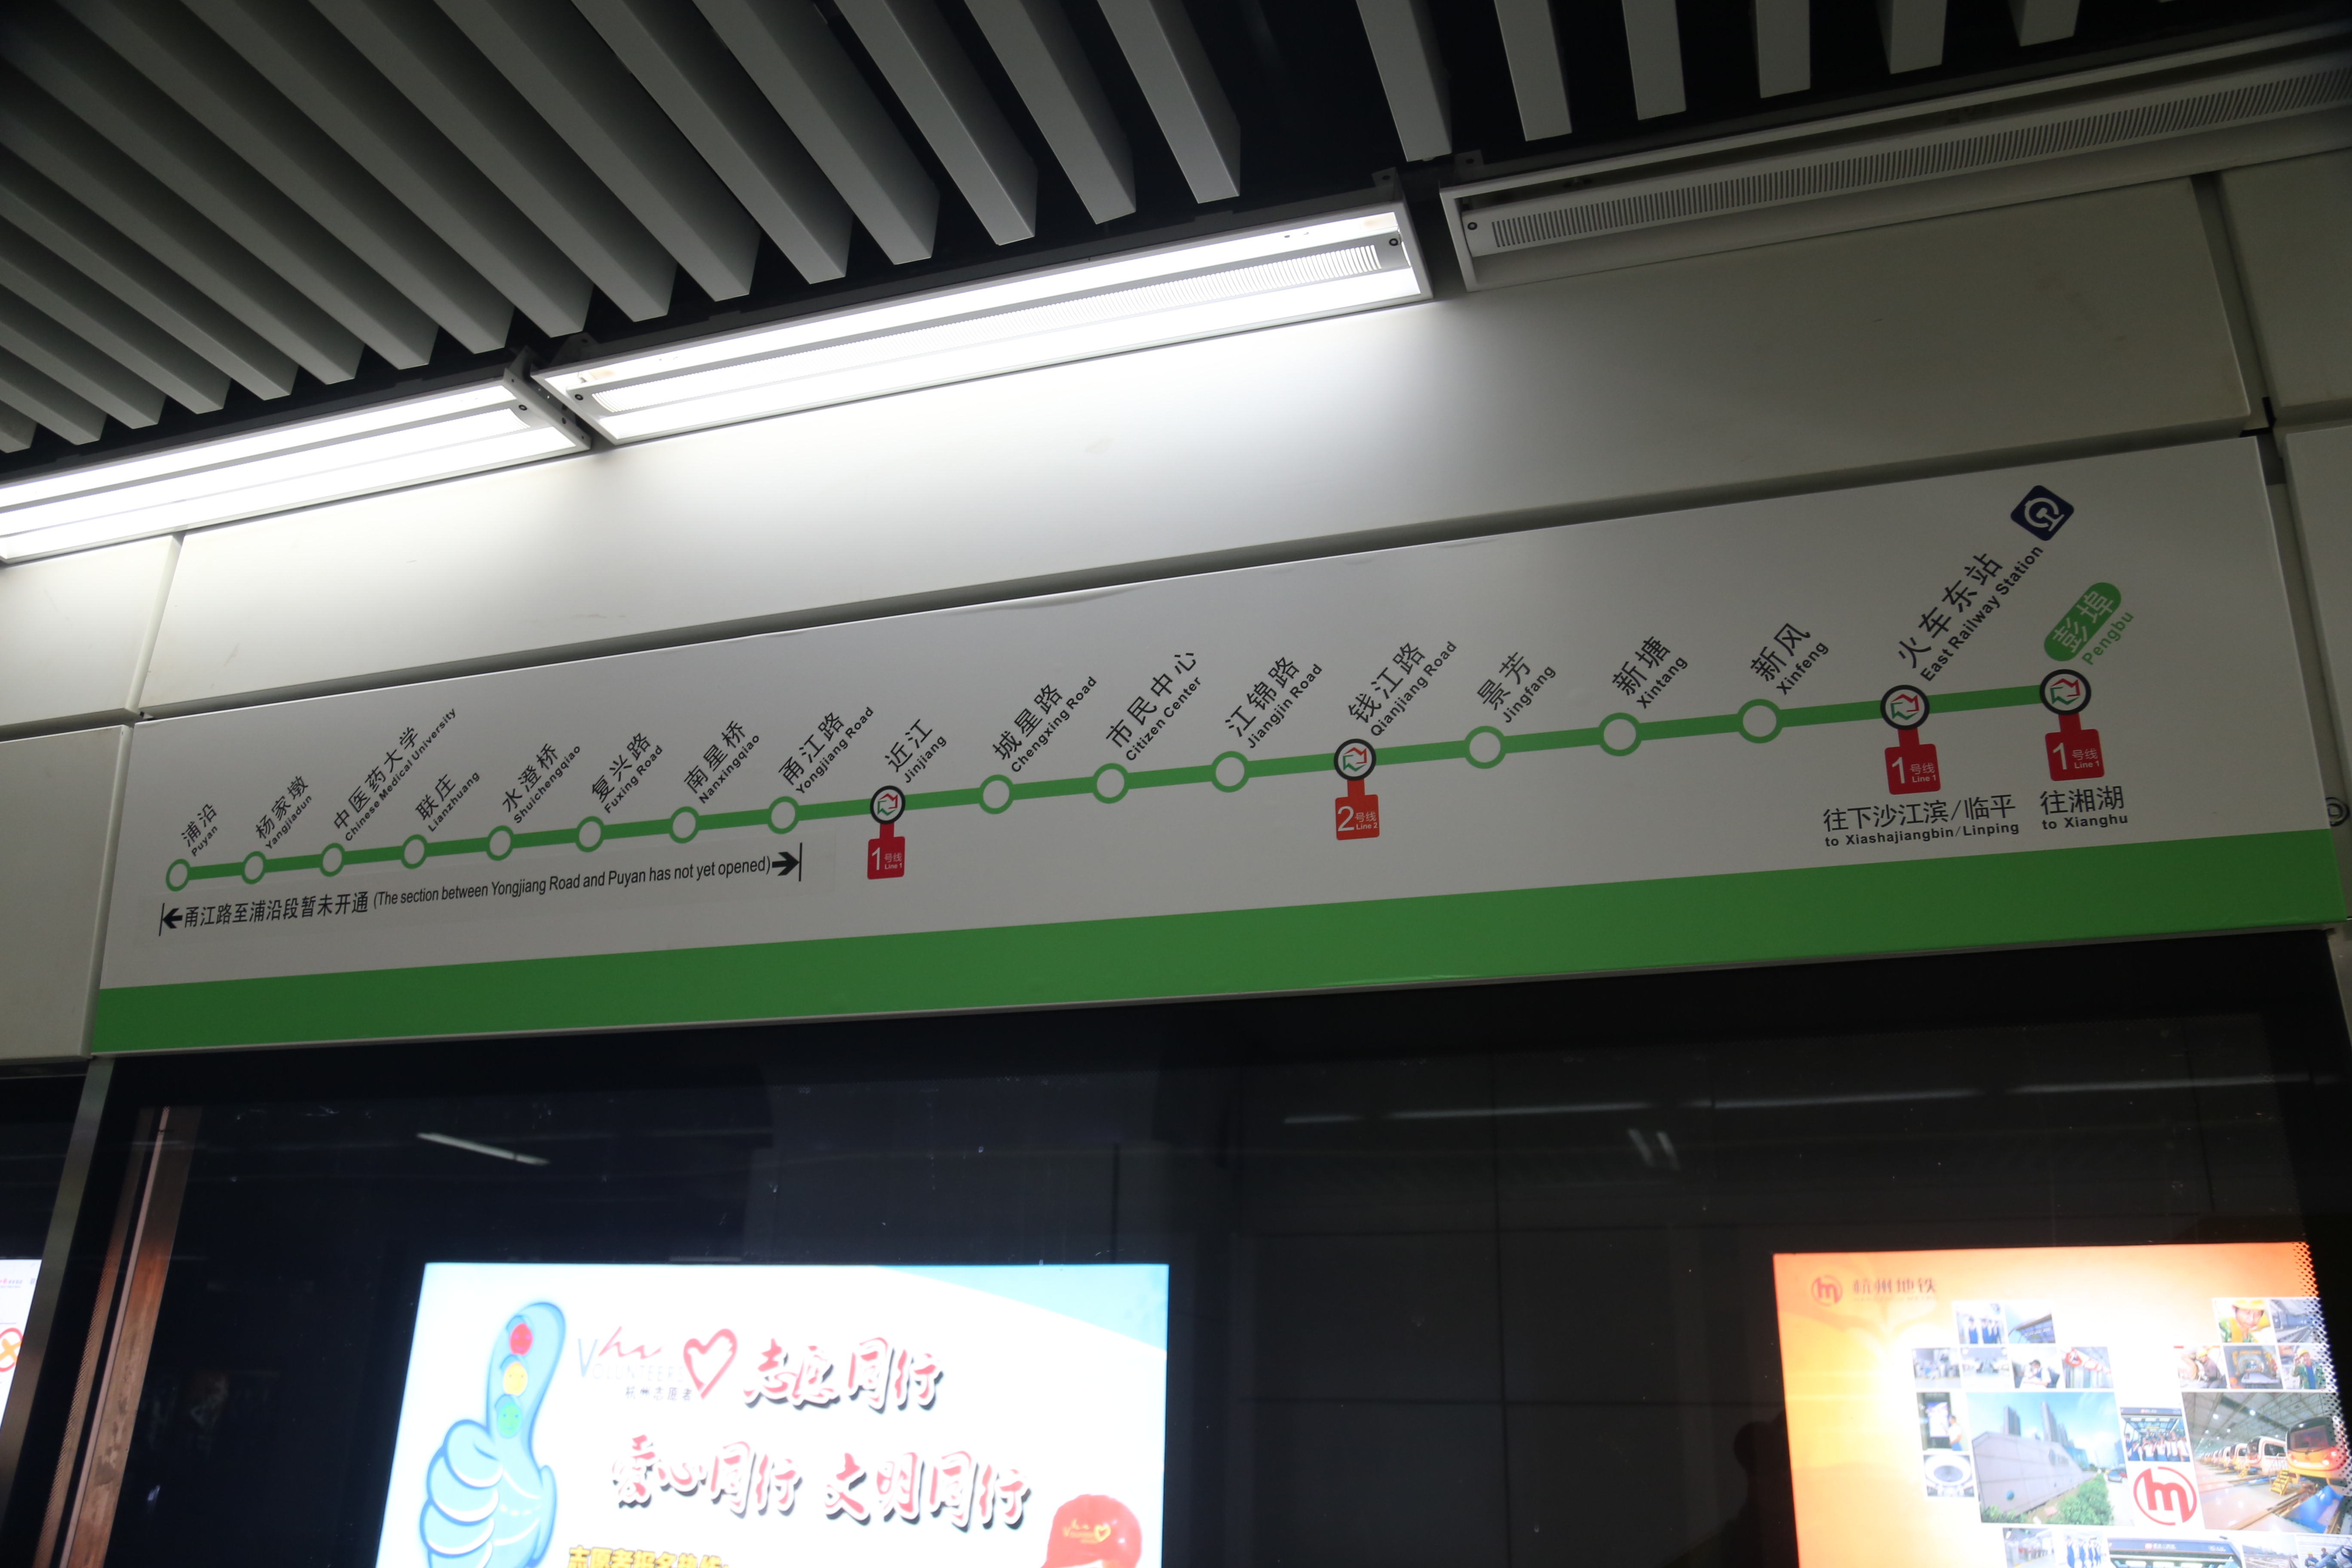 浦沿
Puyan
杨家墩
Yangjiadun
中医药大学
Chinese Medical University
联庄
Lianzhuang
水澄桥
Shuichengqiao
复兴路
Fuxing Road
南星桥
Nanxingqiao
甬江路
Yongjiang Road
近江
Jinjiang
城星路
Chengxing Road
市民中心
Citizen Center
江锦路
Jiangjin Road
钱江路
Qianjiang Road
景芳
Jingfang
新塘
Xintang
新风
Xinfeng
火车东站
East Railway Station
彭埠
Pengbu
1号线
Line 1
2号线
Line 2
1号线
Line 1
往下沙江滨/临平
to Xiashajiangbin/Linping
1号线
Line 1
往湘湖
to Xianghu
甬江路至浦沿段暂未开通 (The section between Yongjiang Road and Puyan has not yet opened)
VOLUNTEERS
杭州志愿者
志愿同行
爱心同行 文明同行
杭州地铁